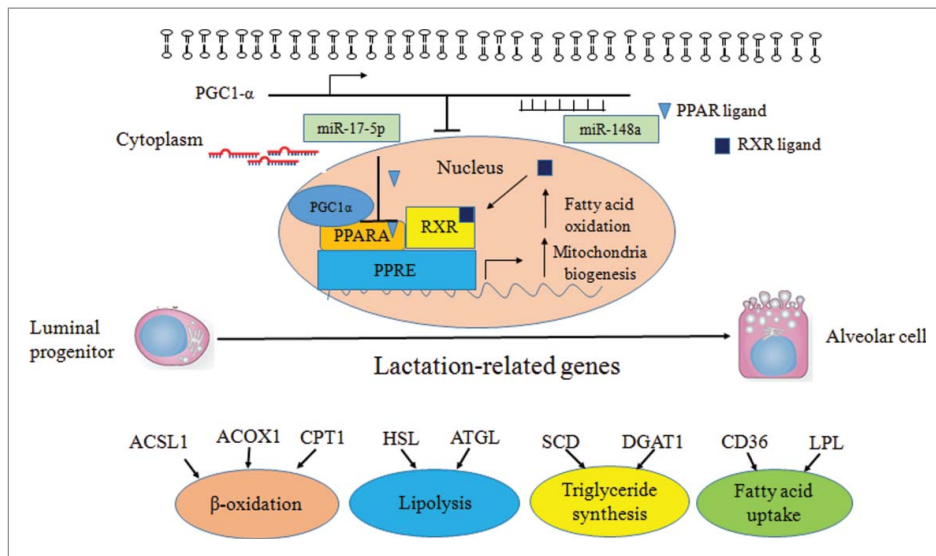 PGC1-α
PPAR ligand
miR-17-5p
miR-148a
Cytoplasm
RXR ligand
Nucleus
PGC1α
Fatty acid
oxidation
RXR
PPARA
Mitochondria
biogenesis
PPRE
Luminal
progenitor
Alveolar cell
Lactation-related genes
ACSL1
ACOX1
CPT1
HSL
ATGL
SCD
DGAT1
CD36
LPL
β-oxidation
Lipolysis
Triglyceride
synthesis
Fatty acid
uptake